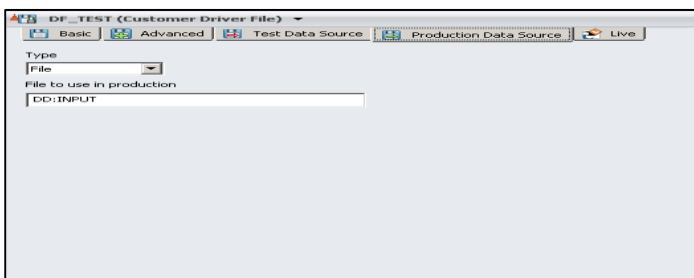 DF_TEST (Customer Driver File)
Basic Advanced Test Data Source Production Data Source Live
Type
File
File to use in production
DD:INPUT